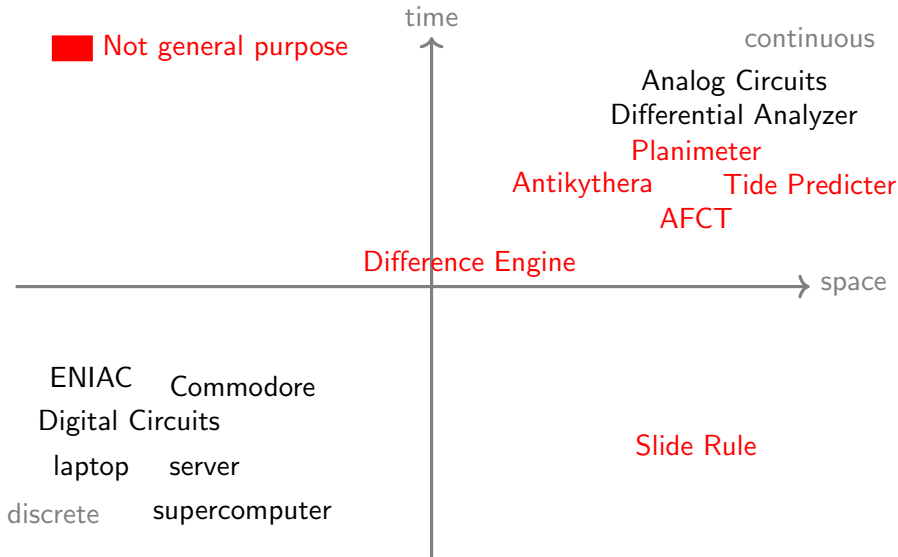 time
Not general purpose
continuous
Analog Circuits
Differential Analyzer
Planimeter
Antikythera
Tide Predicter
AFCT
Difference Engine
space
ENIAC
Commodore
Digital Circuits
Slide Rule
laptop
server
discrete
supercomputer